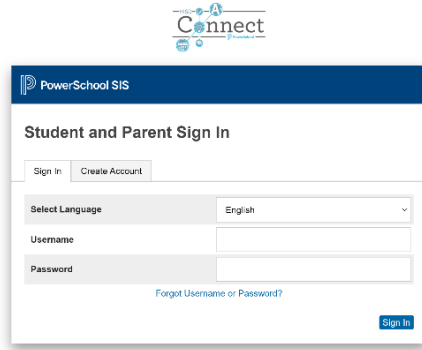 Connect
PowerSchool SIS
Student and Parent Sign In
Sign In
Create Account
Select Language
English
Username
Password
Forgot Username or Password?
Sign In